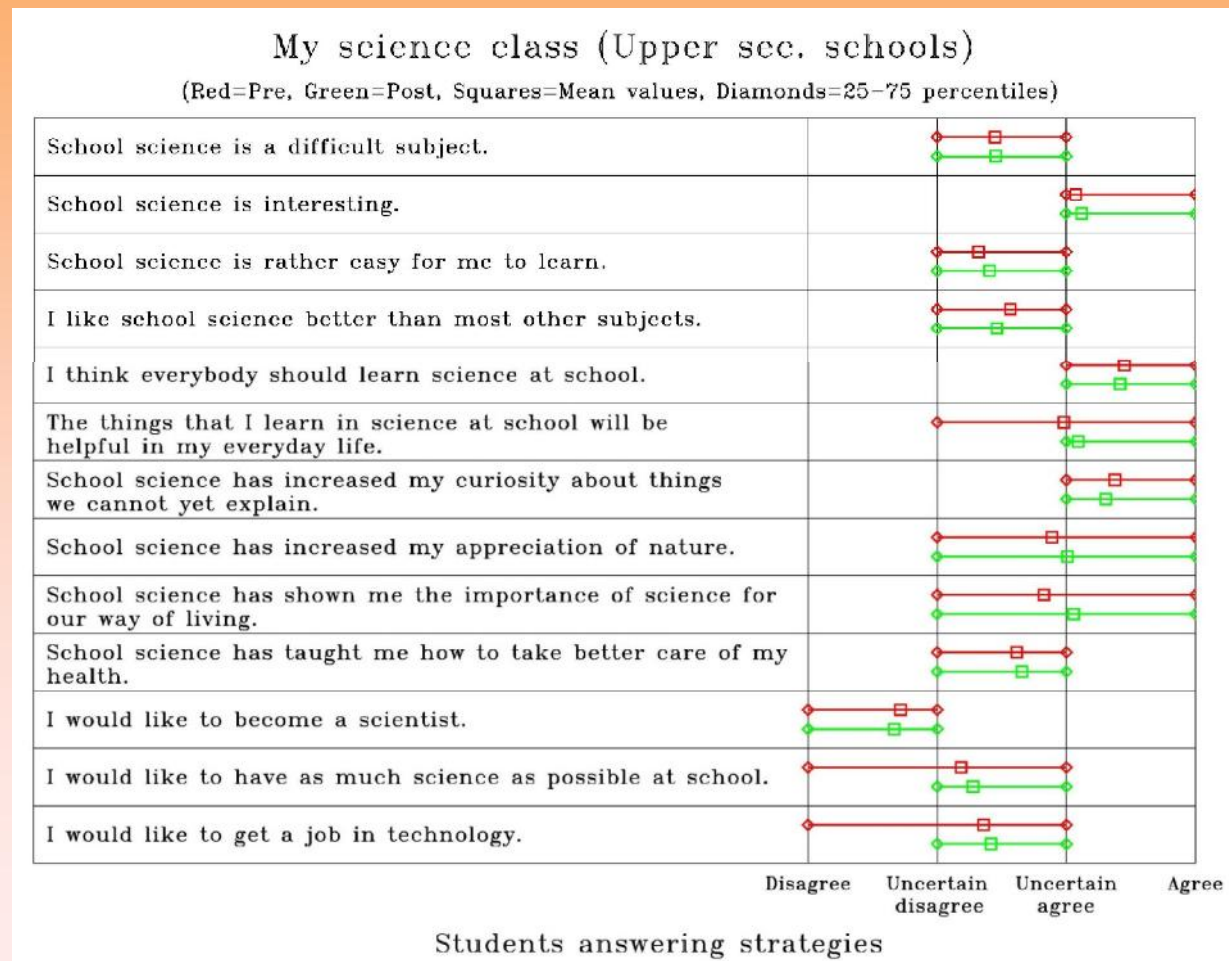 My science class (Upper sec. schools)
(Red=Pre, Green=Post, Squares=Mean values, Diamonds=25-75 percentiles)
School science is a difficult subject.
School science is interesting.
School science is rather easy for me to learn.
I like school science better than most other subjects.
I think everybody should learn science at school.
The things that I learn in science at school will be
helpful in my everyday life.
School science has increased my curiosity about things
we cannot yet explain.
School science has increased my appreciation of nature.
School science has shown me the importance of science for
our way of living.
School science has taught me how to take better care of my
health.
I would like to become a scientist.
I would like to have as much science as possible at school.
I would like to get a job in technology.
Disagree Uncertain Uncertain Agree
disagree agree
Students answering strategies